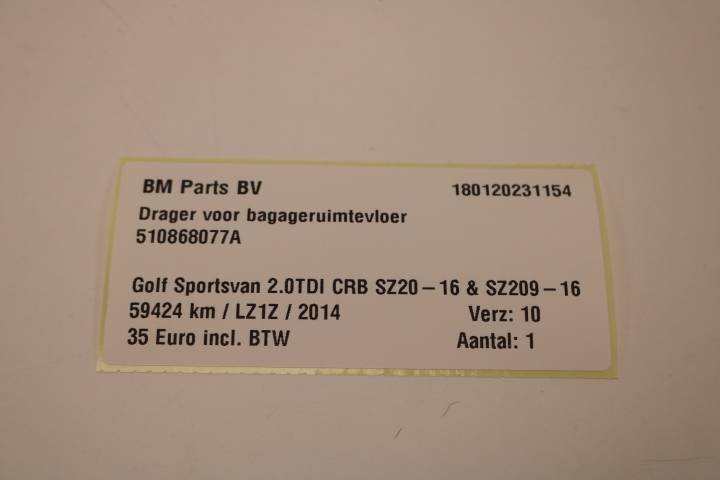 BM Parts BV 180120231154
Drager voor bagageruimtevloer
510868077A
Golf Sportsvan 2.0TDI CRB SZ20-16 & SZ209-16
59424 km / LZ1Z / 2014 Verz: 10
35 Euro incl. BTW Aantal: 1